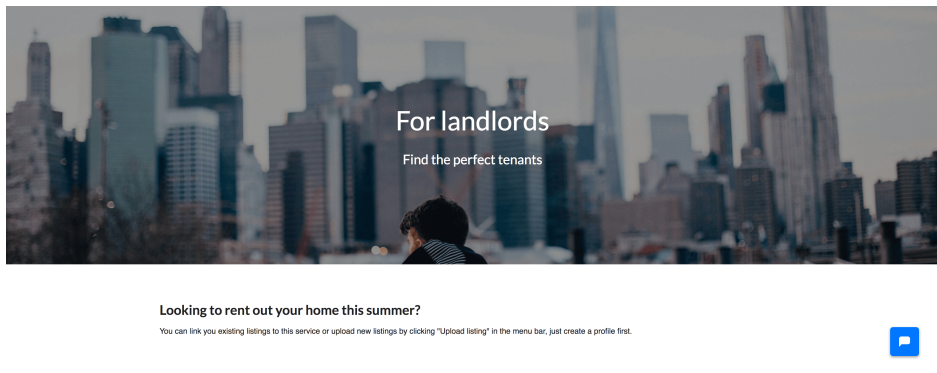 For landlords
Find the perfect tenants
Looking to rent out your home this summer?
You can link you existing listings to this service or upload new listings by clicking "Upload listing" in the menu bar, just create a profile first.